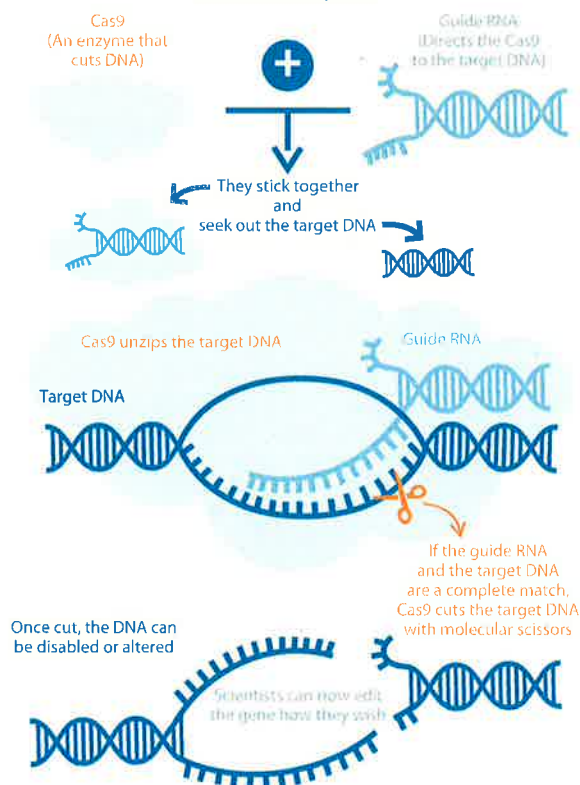 Cas9
(An enzyme that
cuts DNA)
Guide RNA
(Directs the Cas9
to the target DNA)
They stick together
and
seek out the target DNA
Cas9 unzips the target DNA
Guide RNA
Target DNA
If the guide RNA
and the target DNA
are a complete match,
Cas9 cuts the target DNA
with molecular scissors
Once cut, the DNA can
be disabled or altered
Scientists can now edit
the gene how they wish